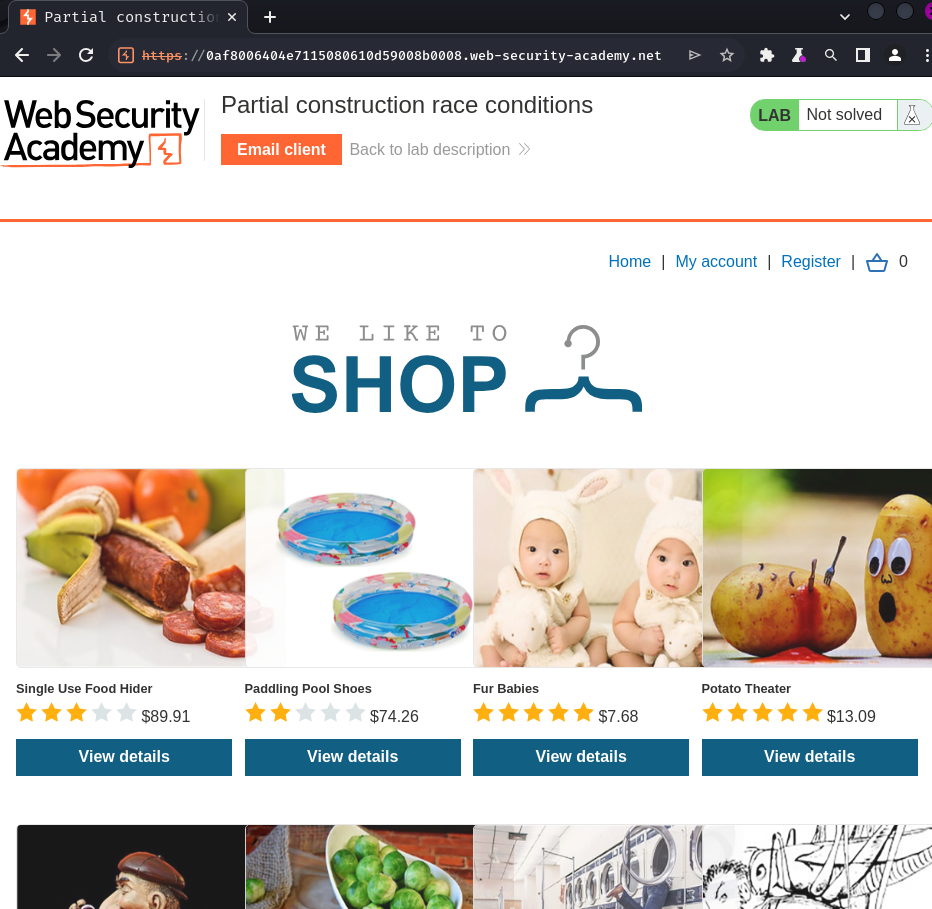 Partial constructio
https://0af8006404e7115080610d59008b0008.web-security-academy.net
Web Security
Academy
Partial construction race conditions
Email client
Back to lab description
LAB Not solved
Home | My account | Register | 0
WE LIKE TO
SHOP
Single Use Food Hider
$89.91
View details
Paddling Pool Shoes
$74.26
View details
Fur Babies
$7.68
View details
Potato Theater
$13.09
View details